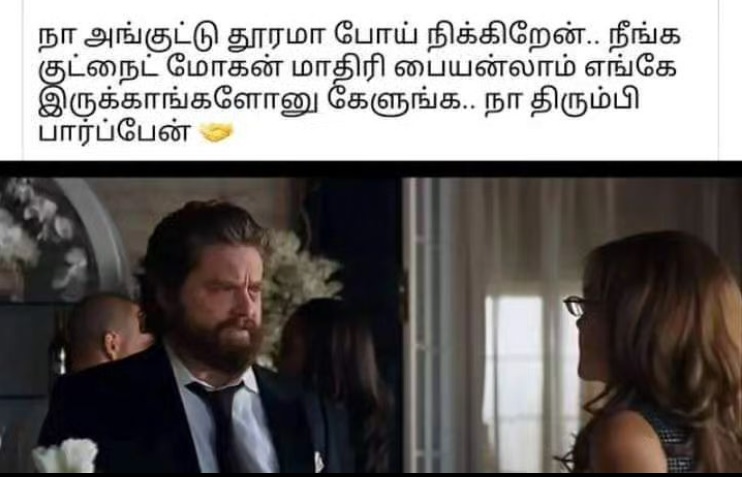 நா அங்குட்டு தூரமா போய் நிக்கிறேன்.. நீங்க
குட்நைட் மோகன் மாதிரி பையன்லாம் எங்கே
இருக்காங்களோனு கேளுங்க.. நா திரும்பி
பார்ப்பேன் 🤝